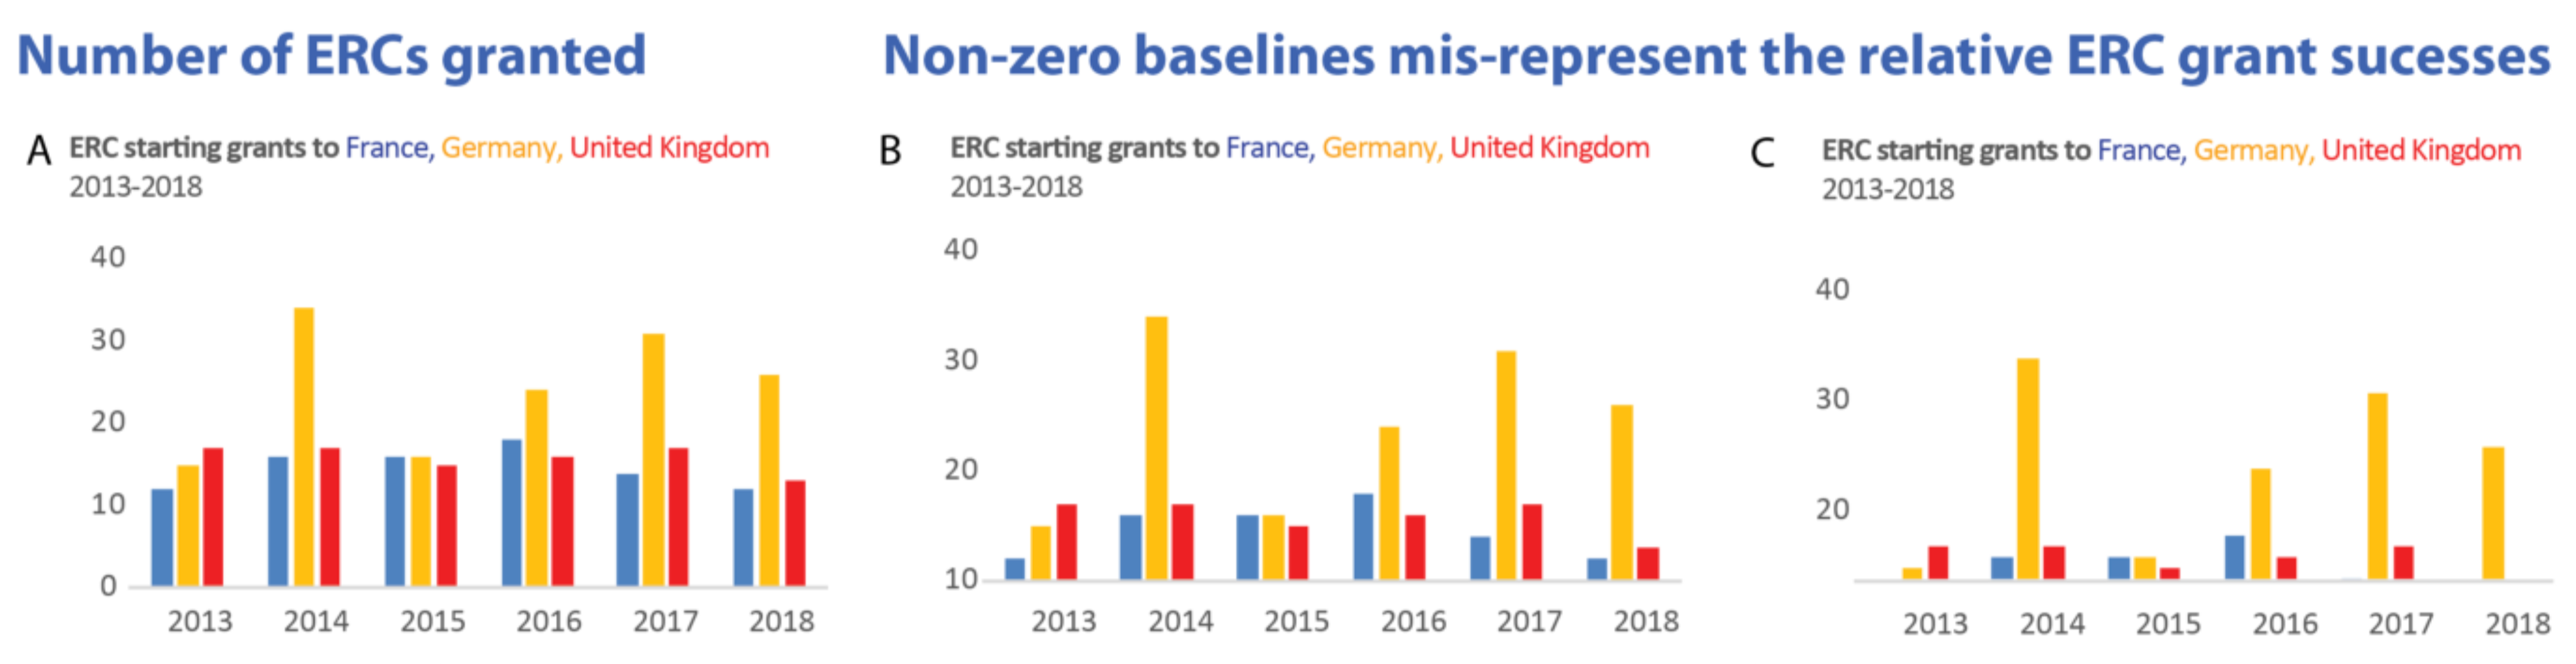 Number of ERCs granted
Non-zero baselines mis-represent the relative ERC grant sucesses
A
ERC starting grants to France, Germany, United Kingdom
2013-2018
40
30
20
10
0
2013 2014 2015 2016 2017 2018
B
ERC starting grants to France, Germany, United Kingdom
2013-2018
40
30
20
10
2013 2014 2015 2016 2017 2018
C
ERC starting grants to France, Germany, United Kingdom
2013-2018
40
30
20
2013 2014 2015 2016 2017 2018